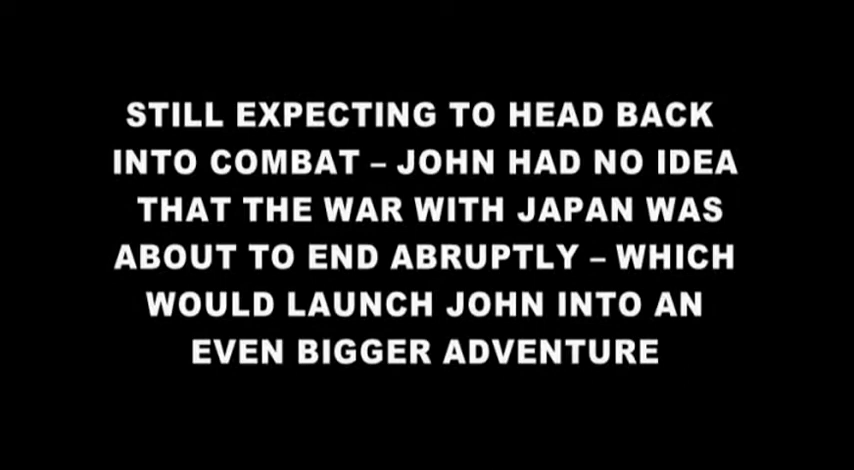 STILL EXPECTING TO HEAD BACK
INTO COMBAT – JOHN HAD NO IDEA
THAT THE WAR WITH JAPAN WAS
ABOUT TO END ABRUPTLY – WHICH
WOULD LAUNCH JOHN INTO AN
EVEN BIGGER ADVENTURE